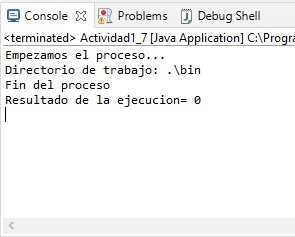 Console Problems Debug Shell
<terminated> Actividad1_7 [Java Application] C:\Progra
Empezamos el proceso...
Directorio de trabajo: .\bin
Fin del proceso
Resultado de la ejecucion= 0